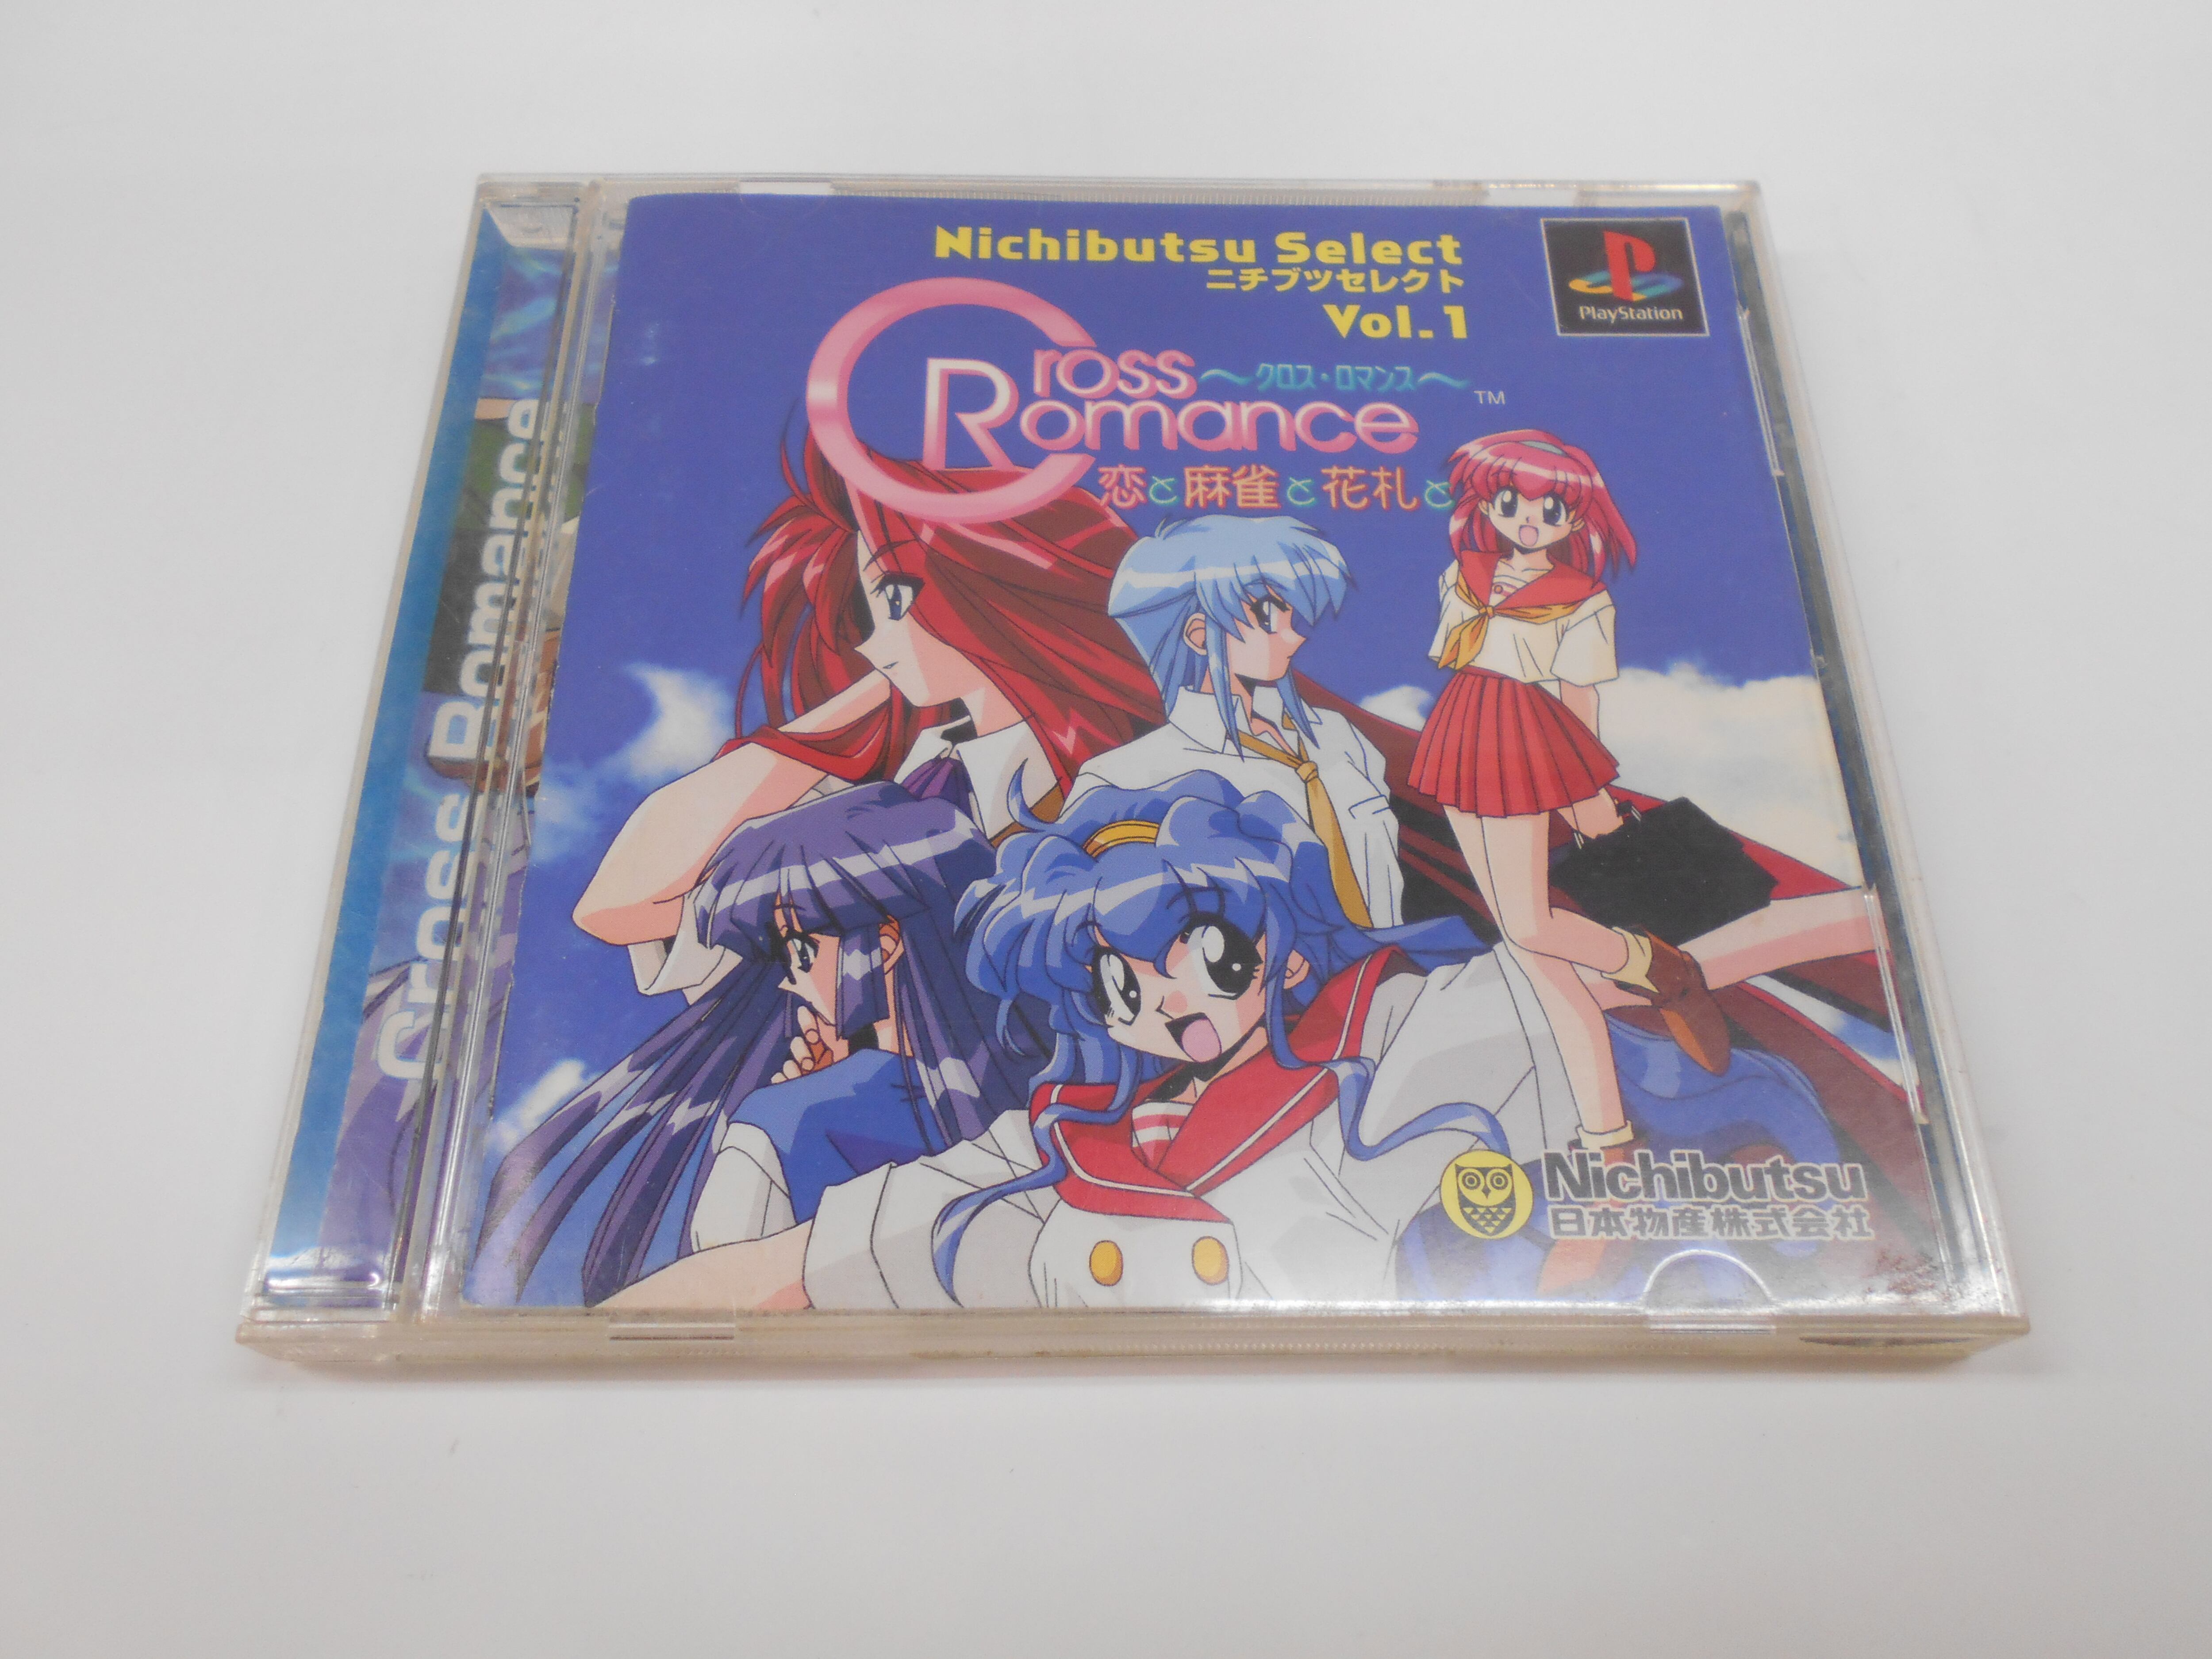 Nichibutsu Select
ニチブツセレクト
Vol.1
PlayStation
Cross
～クロス・ロマンス～
Romance
TM
恋と麻雀と花札と
Cross Romance
Nichibutsu
日本物産株式会社